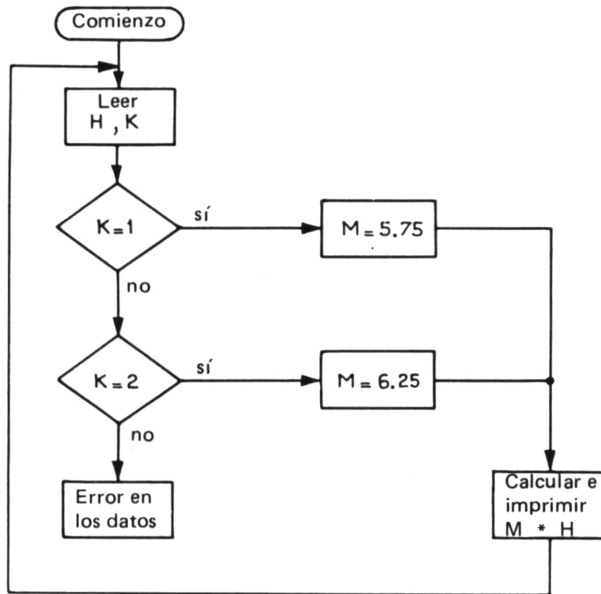 Comienzo
Leer
H , K
K=1
sí
M=5.75
no
K=2
sí
M=6.25
no
Error en
los datos
Calcular e
imprimir
M * H